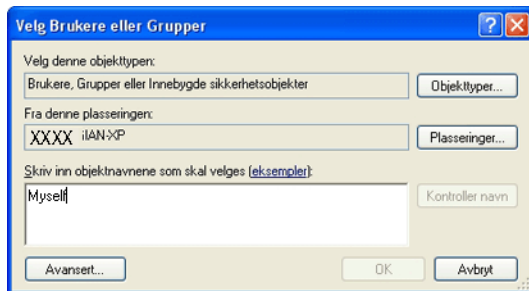 Velg Brukere eller Grupper
Velg denne objekttypen:
Brukere, Grupper eller Innebygde sikkerhetsobjekter
Objekttyper...
Fra denne plasseringen:
XXXX iIAN-XP
Plasseringer...
Skriv inn objektnavnene som skal velges (eksempler):
Myself
Kontroller navn
Avansert...
OK
Avbryt